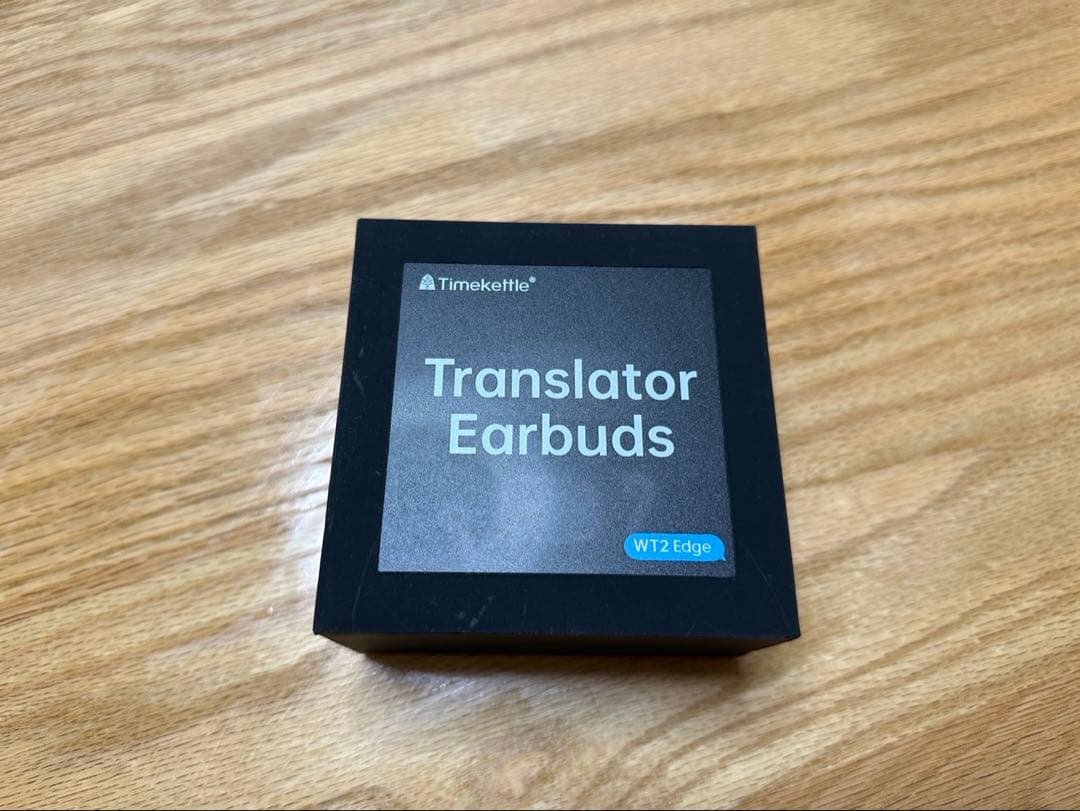 Timekettle®
Translator
Earbuds
WT2 Edge